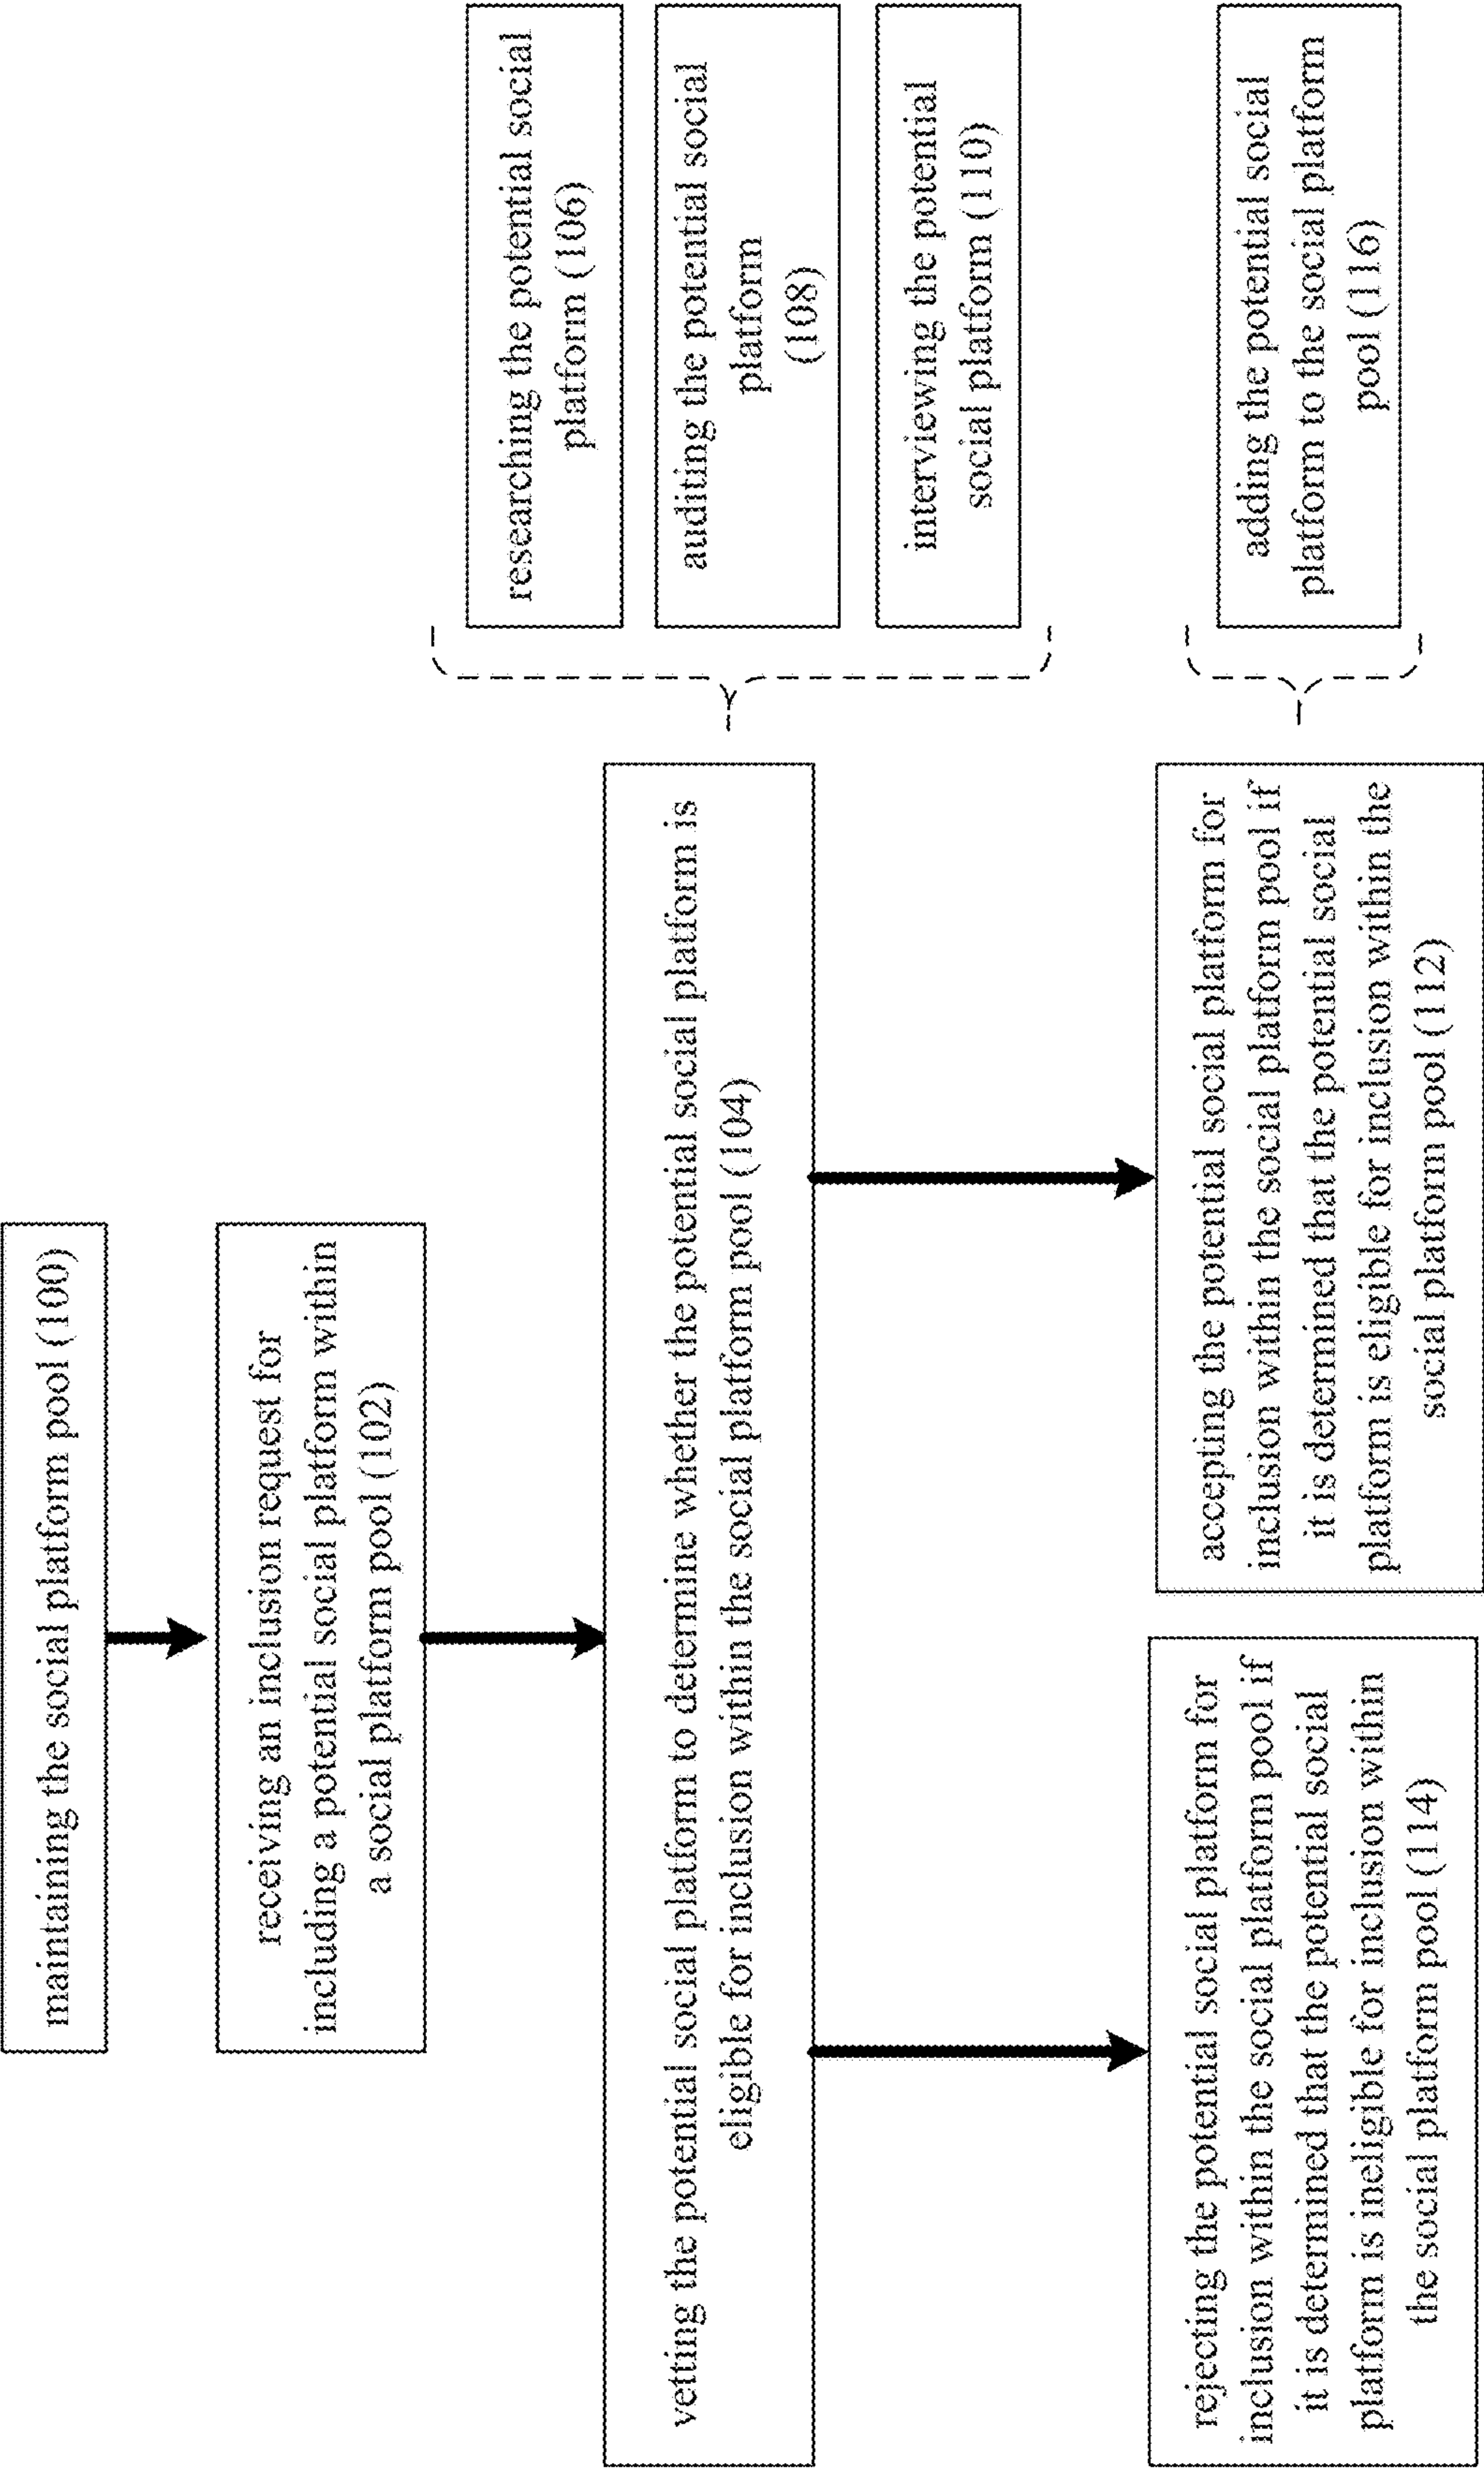 maintaining the social platform pool (100)
receiving an inclusion request for
including a potential social platform within
a social platform pool (102)
vetting the potential social platform to determine whether the potential social platform is
eligible for inclusion within the social platform pool (104)
researching the potential social
platform (106)
auditing the potential social
platform
(108)
interviewing the potential
social platform (110)
rejecting the potential social platform for
inclusion within the social platform pool if
it is determined that the potential social
platform is ineligible for inclusion within
the social platform pool (114)
accepting the potential social platform for
inclusion within the social platform pool if
it is determined that the potential social
platform is eligible for inclusion within the
social platform pool (112)
adding the potential social
platform to the social platform
pool (116)